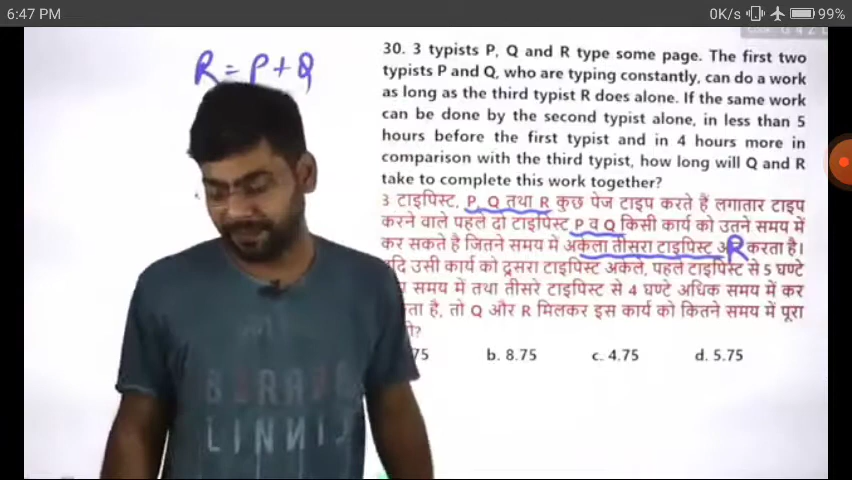 6:47 PM
0K/s
99%
R = P + Q
30. 3 typists P, Q and R type some page. The first two
typists P and Q, who are typing constantly, can do a work
as long as the third typist R does alone. If the same work
can be done by the second typist alone, in less than 5
hours before the first typist and in 4 hours more in
comparison with the third typist, how long will Q and R
take to complete this work together?
3 टाइपिस्ट, P, Q तथा R कुछ पेज टाइप करते हैं लगातार टाइप
करने वाले पहले दो टाइपिस्ट P व Q किसी कार्य को उतने समय में
कर सकते है जितने समय में अकेला तीसरा टाइपिस्ट R करता है।
उसी कार्य को दूसरा टाइपिस्ट अकेले, पहले टाइपिस्ट से 5 घण्टे
समय में तथा तीसरे टाइपिस्ट से 4 घण्टे अधिक समय में कर
है, तो Q और R मिलकर इस कार्य को कितने समय में पूरा
75 b. 8.75 c. 4.75 d. 5.75